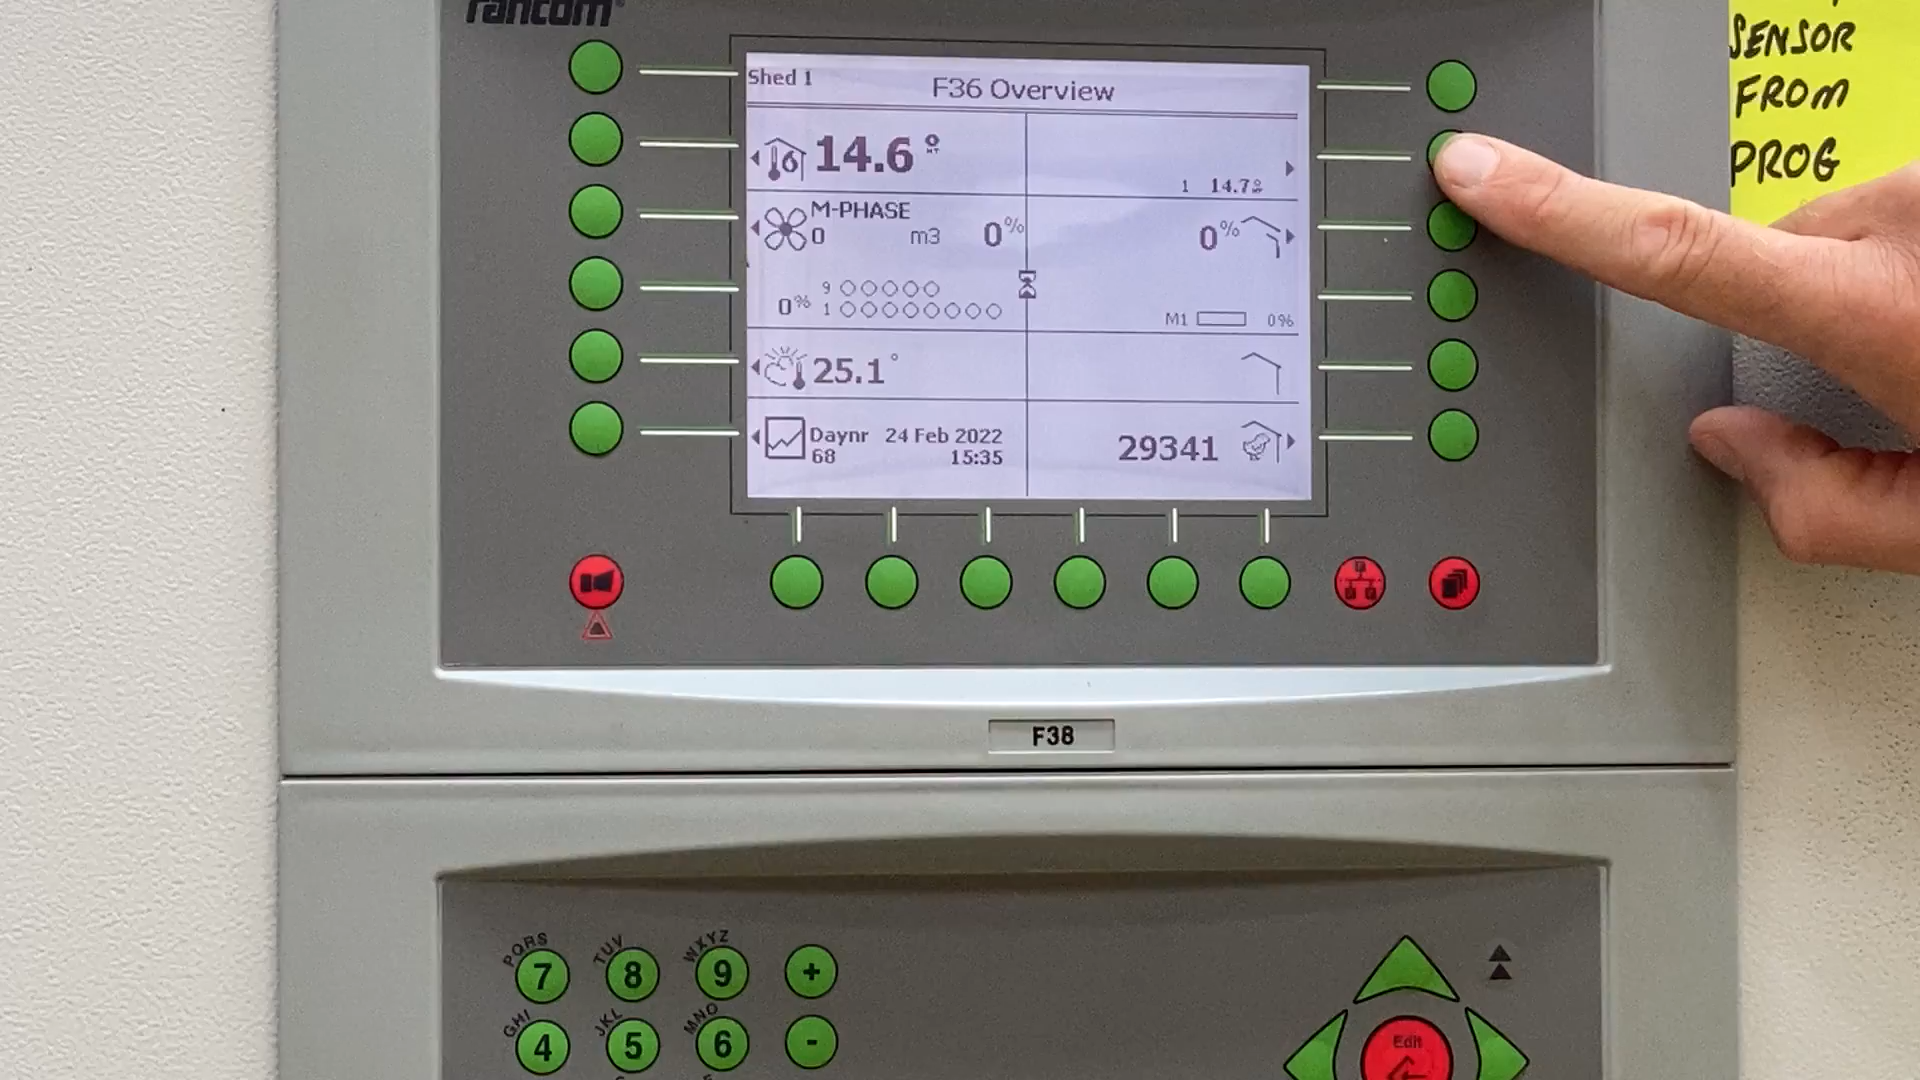 fancom
SENSOR
FROM
PROG
Shed 1
F36 Overview
6 14.6°
1 14.7°
M-PHASE
0 m3 0%
0%
9
0% 1
M1 0%
25.1°
Daynr 24 Feb 2022
68 15:35
29341
F38
PQRS TUV WXYZ
7 8 9 +
GHI JKL MNO
4 5 6 -
Edit